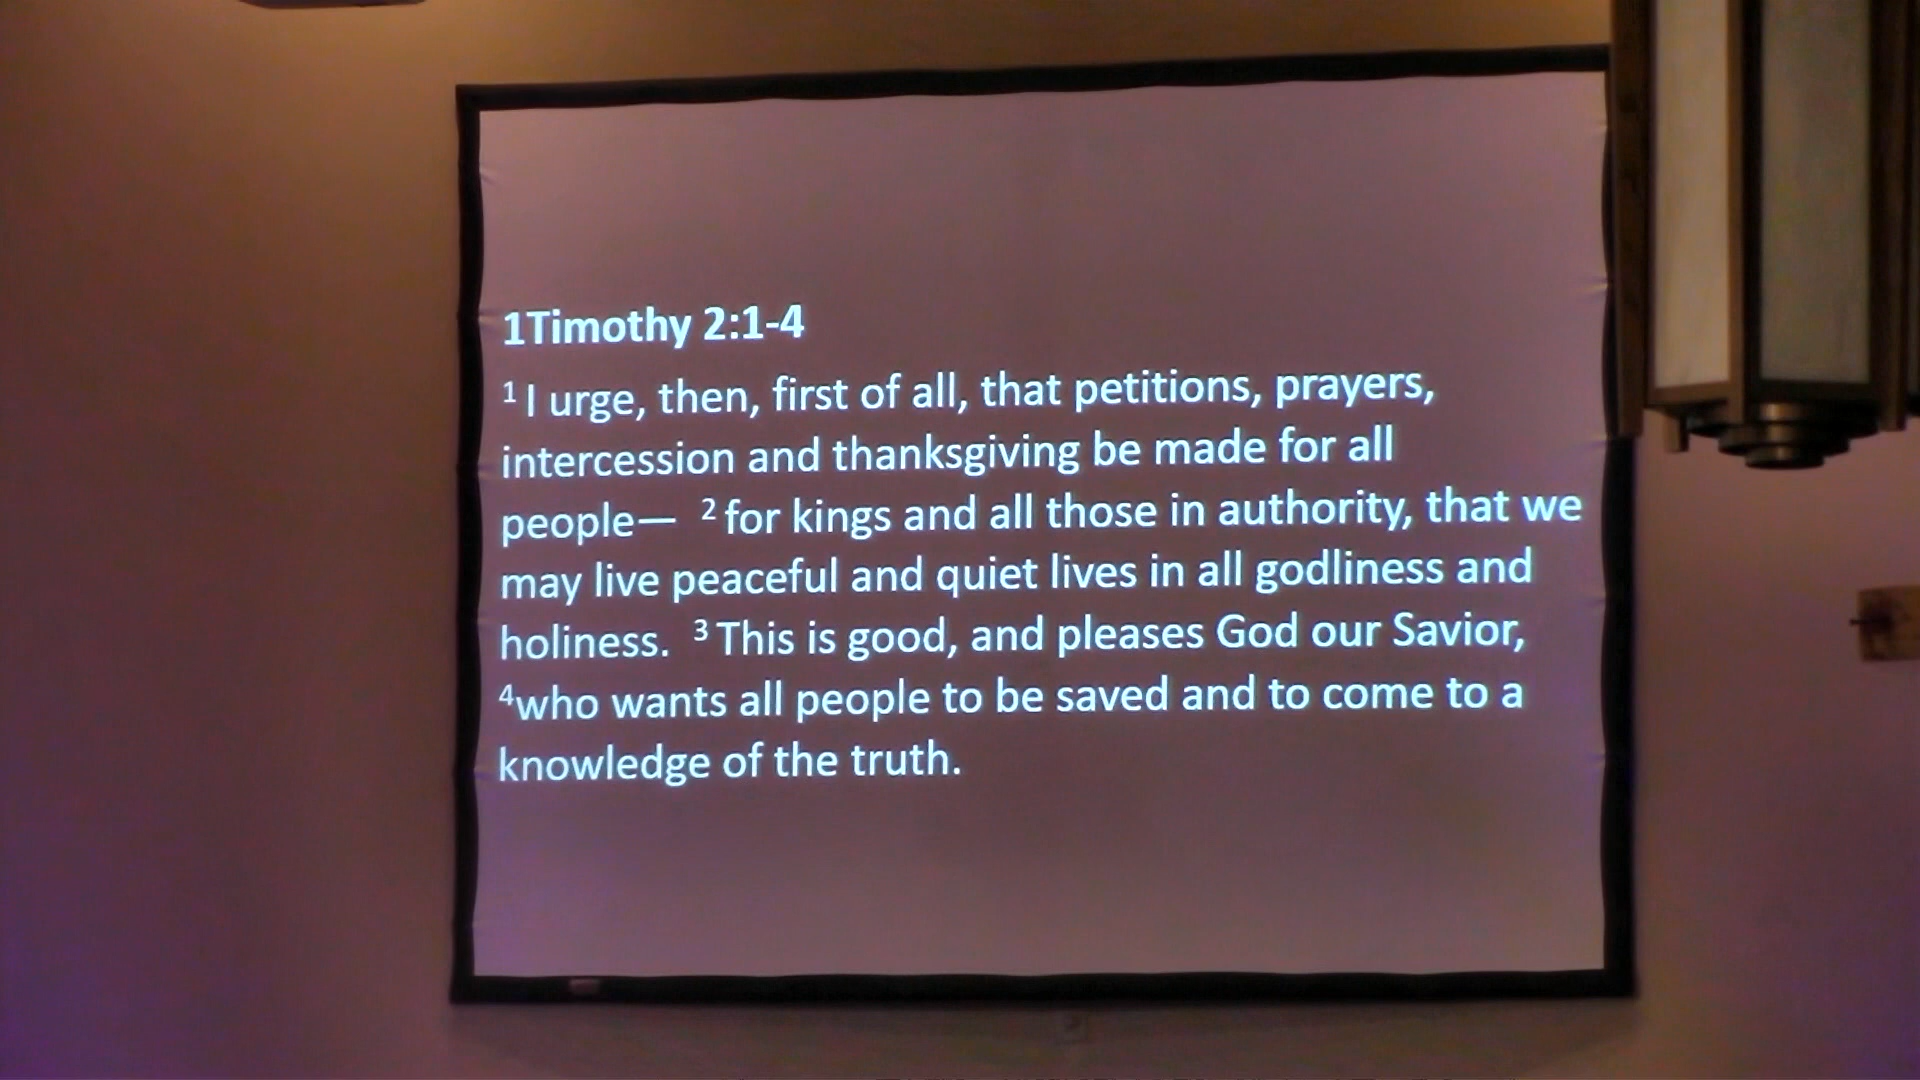 1Timothy 2:1-4
1 I urge, then, first of all, that petitions, prayers,
intercession and thanksgiving be made for all
people— 2 for kings and all those in authority, that we
may live peaceful and quiet lives in all godliness and
holiness. 3 This is good, and pleases God our Savior,
4who wants all people to be saved and to come to a
knowledge of the truth.